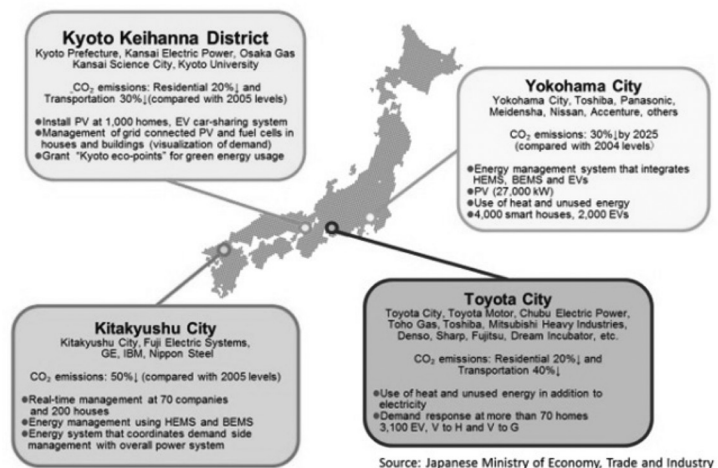 Kyoto Keihanna District
Kyoto Prefecture, Kansai Electric Power, Osaka Gas
Kansai Science City, Kyoto University
CO₂ emissions: Residential 20%↓ and
Transportation 30%↓(compared with 2005 levels)
●Install PV at 1,000 homes, EV car-sharing system
●Management of grid connected PV and fuel cells in
houses and buildings (visualization of demand)
●Grant "Kyoto eco-points" for green energy usage
Yokohama City
Yokohama City, Toshiba, Panasonic,
Meidensha, Nissan, Accenture, others
CO₂ emissions: 30%↓by 2025
(compared with 2004 levels)
●Energy management system that integrates
HEMS, BEMS and EVs
●PV (27,000 kW)
●Use of heat and unused energy
●4,000 smart houses, 2,000 EVs
Kitakyushu City
Kitakyushu City, Fuji Electric Systems,
GE, IBM, Nippon Steel
CO₂ emissions: 50%↓ (compared with 2005 levels)
●Real-time management at 70 companies
and 200 houses
●Energy management using HEMS and BEMS
●Energy system that coordinates demand side
management with overall power system
Toyota City
Toyota City, Toyota Motor, Chubu Electric Power,
Toho Gas, Toshiba, Mitsubishi Heavy Industries,
Denso, Sharp, Fujitsu, Dream Incubator, etc.
CO₂ emissions: Residential 20%↓ and
Transportation 40%↓
●Use of heat and unused energy in addition to
electricity
●Demand response at more than 70 homes
3,100 EV, V to H and V to G
Source: Japanese Ministry of Economy, Trade and Industry